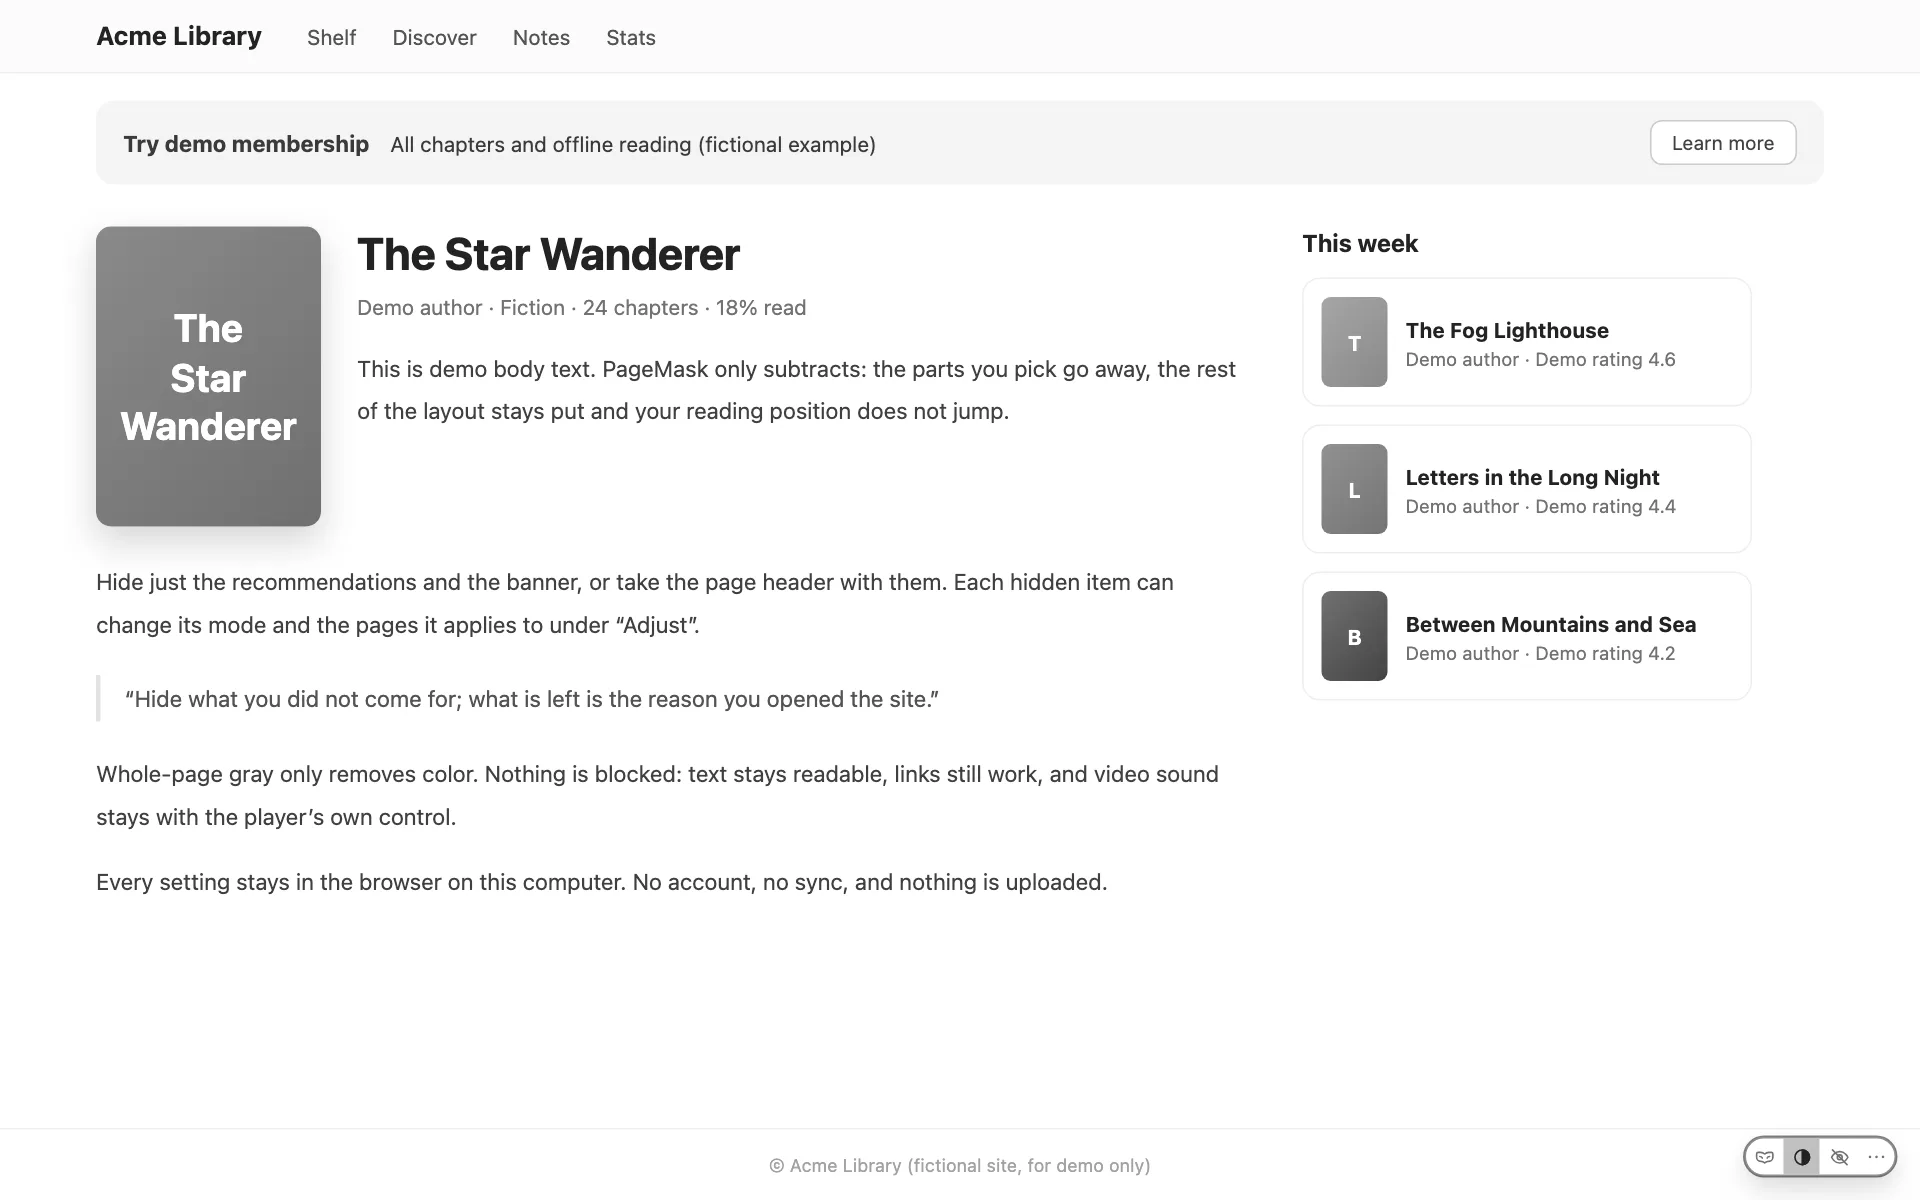 Acme Library
Shelf
Discover
Notes
Stats
Try demo membership
All chapters and offline reading (fictional example)
Learn more
The
Star
Wanderer
The Star Wanderer
Demo author · Fiction · 24 chapters · 18% read
This is demo body text. PageMask only subtracts: the parts you pick go away, the rest
of the layout stays put and your reading position does not jump.
Hide just the recommendations and the banner, or take the page header with them. Each hidden item can
change its mode and the pages it applies to under “Adjust”.
“Hide what you did not come for; what is left is the reason you opened the site.”
Whole-page gray only removes color. Nothing is blocked: text stays readable, links still work, and video sound
stays with the player’s own control.
Every setting stays in the browser on this computer. No account, no sync, and nothing is uploaded.
This week
T
The Fog Lighthouse
Demo author · Demo rating 4.6
L
Letters in the Long Night
Demo author · Demo rating 4.4
B
Between Mountains and Sea
Demo author · Demo rating 4.2
© Acme Library (fictional site, for demo only)